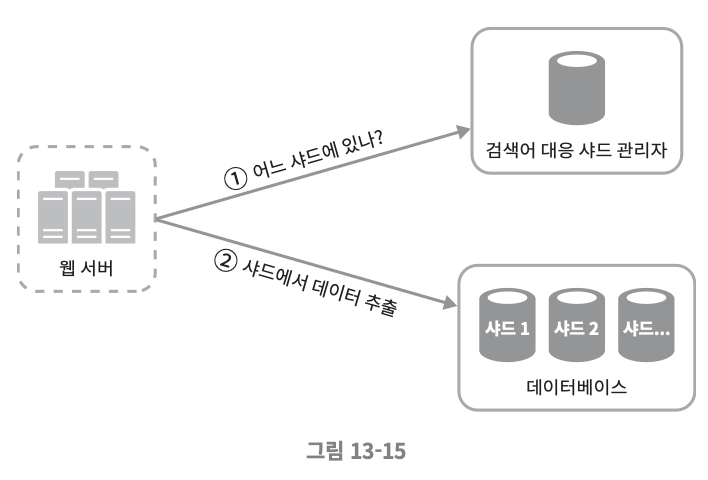 검색어 대응 샤드 관리자
① 어느 샤드에 있나?
웹 서버
② 샤드에서 데이터 추출
샤드 1 샤드 2 샤드...
데이터베이스
그림 13-15